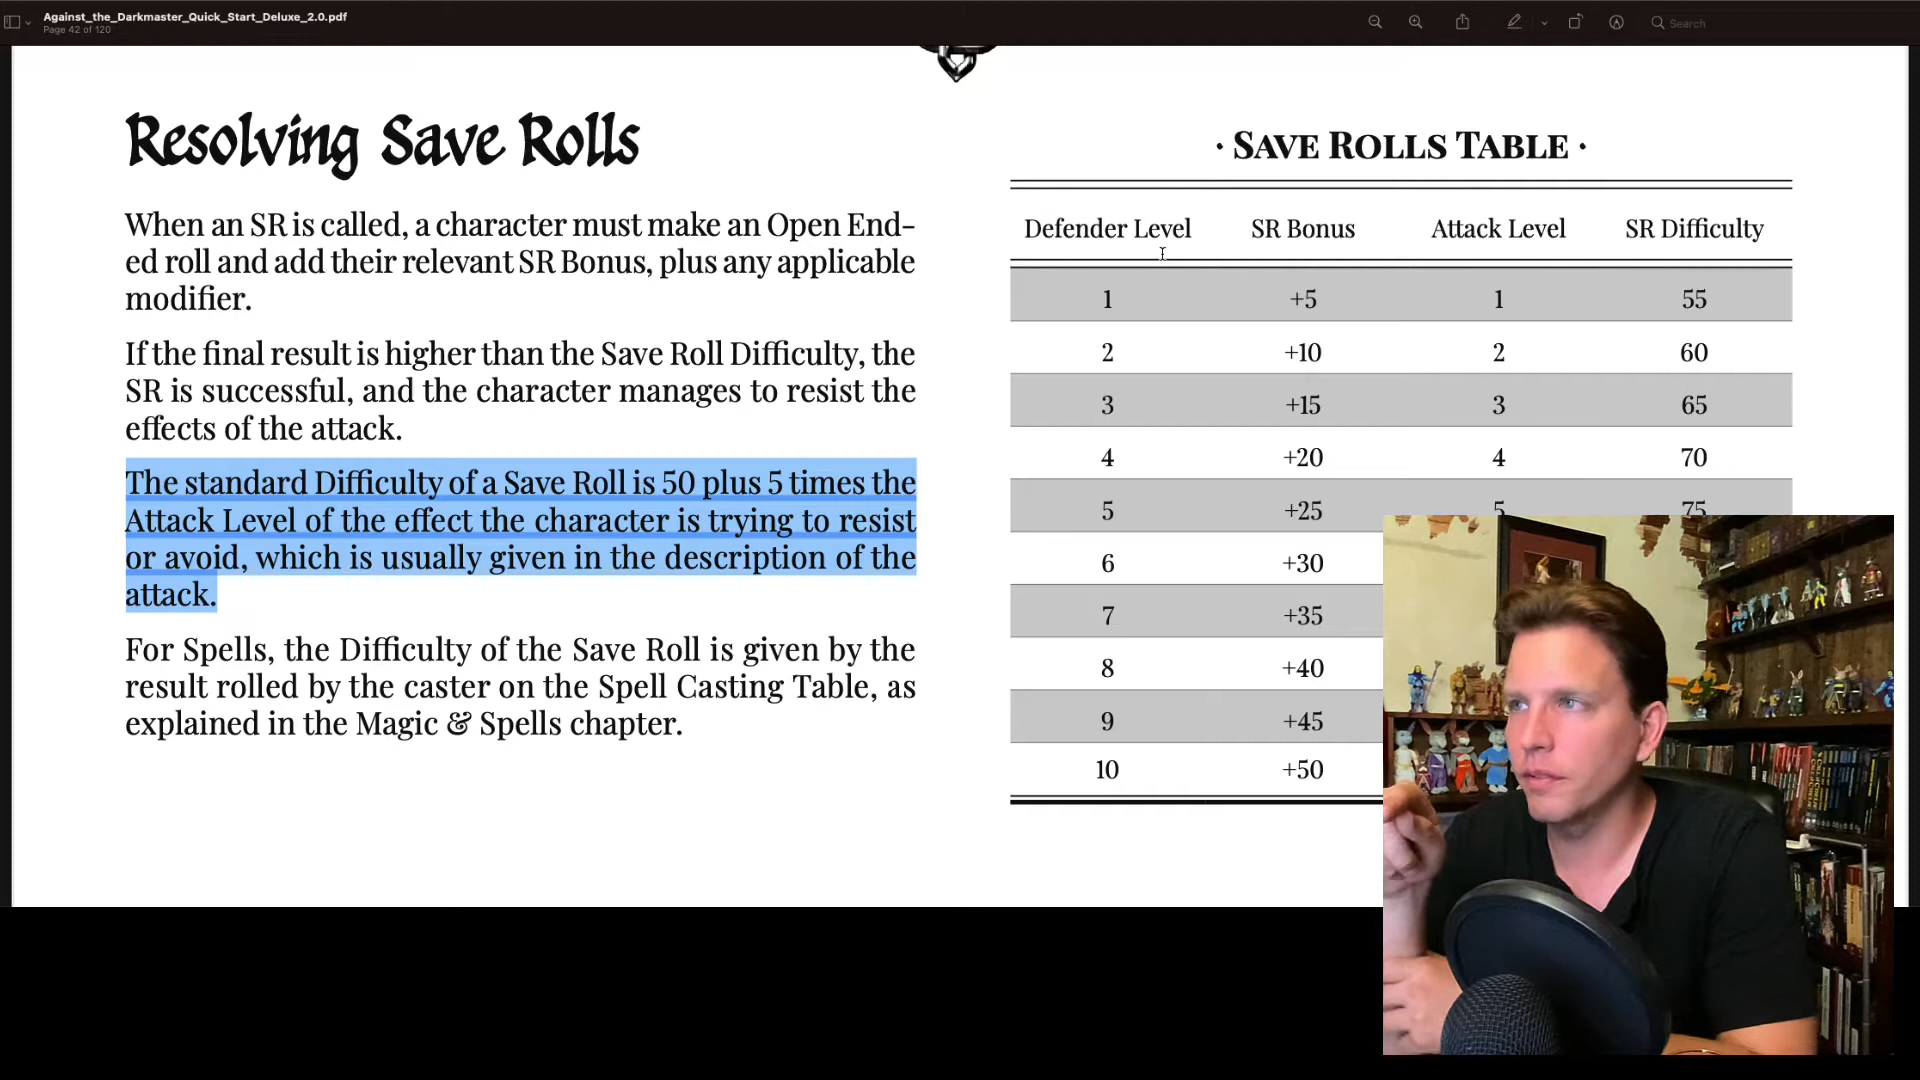 Against_the_Darkmaster_Quick_Start_Deluxe_2.0.pdf
Page 42 of 120
Search
Resolving Save Rolls
When an SR is called, a character must make an Open End-
ed roll and add their relevant SR Bonus, plus any applicable
modifier.
If the final result is higher than the Save Roll Difficulty, the
SR is successful, and the character manages to resist the
effects of the attack.
The standard Difficulty of a Save Roll is 50 plus 5 times the
Attack Level of the effect the character is trying to resist
or avoid, which is usually given in the description of the
attack.
For Spells, the Difficulty of the Save Roll is given by the
result rolled by the caster on the Spell Casting Table, as
explained in the Magic & Spells chapter.
· SAVE ROLLS TABLE ·
Defender Level SR Bonus Attack Level SR Difficulty
1 +5 1 55
2 +10 2 60
3 +15 3 65
4 +20 4 70
5 +25 5 75
6 +30
7 +35
8 +40
9 +45
10 +50